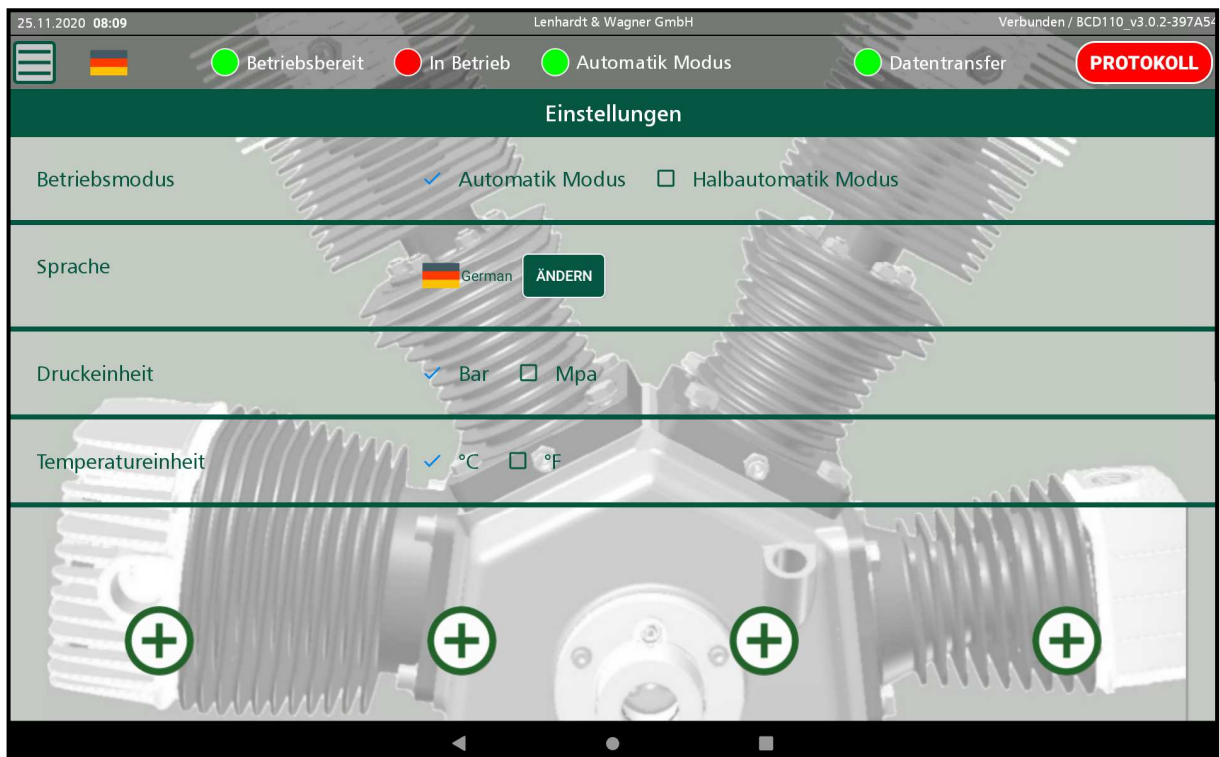 25.11.2020 08:09 Lenhardt & Wagner GmbH Verbunden / BCD110_v3.0.2-397A54
Betriebsbereit In Betrieb Automatik Modus Datentransfer PROTOKOLL
Einstellungen
Betriebsmodus Automatik Modus Halbautomatik Modus
Sprache German ÄNDERN
Druckeinheit Bar Mpa
Temperatureinheit °C °F